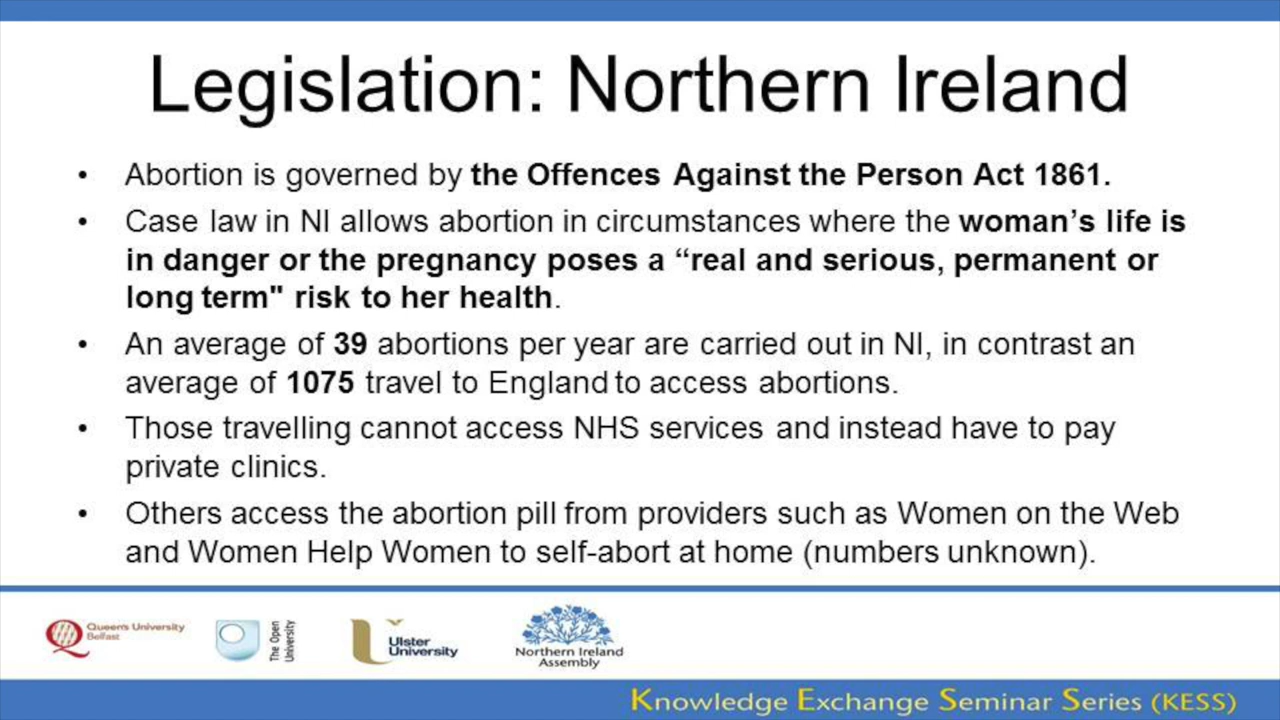 Legislation: Northern Ireland
• Abortion is governed by the Offences Against the Person Act 1861.
• Case law in NI allows abortion in circumstances where the woman’s life is
in danger or the pregnancy poses a “real and serious, permanent or
long term" risk to her health.
• An average of 39 abortions per year are carried out in NI, in contrast an
average of 1075 travel to England to access abortions.
• Those travelling cannot access NHS services and instead have to pay
private clinics.
• Others access the abortion pill from providers such as Women on the Web
and Women Help Women to self-abort at home (numbers unknown).
Queen's University
Belfast
The Open
University
Ulster
University
Northern Ireland
Assembly
Knowledge Exchange Seminar Series (KESS)